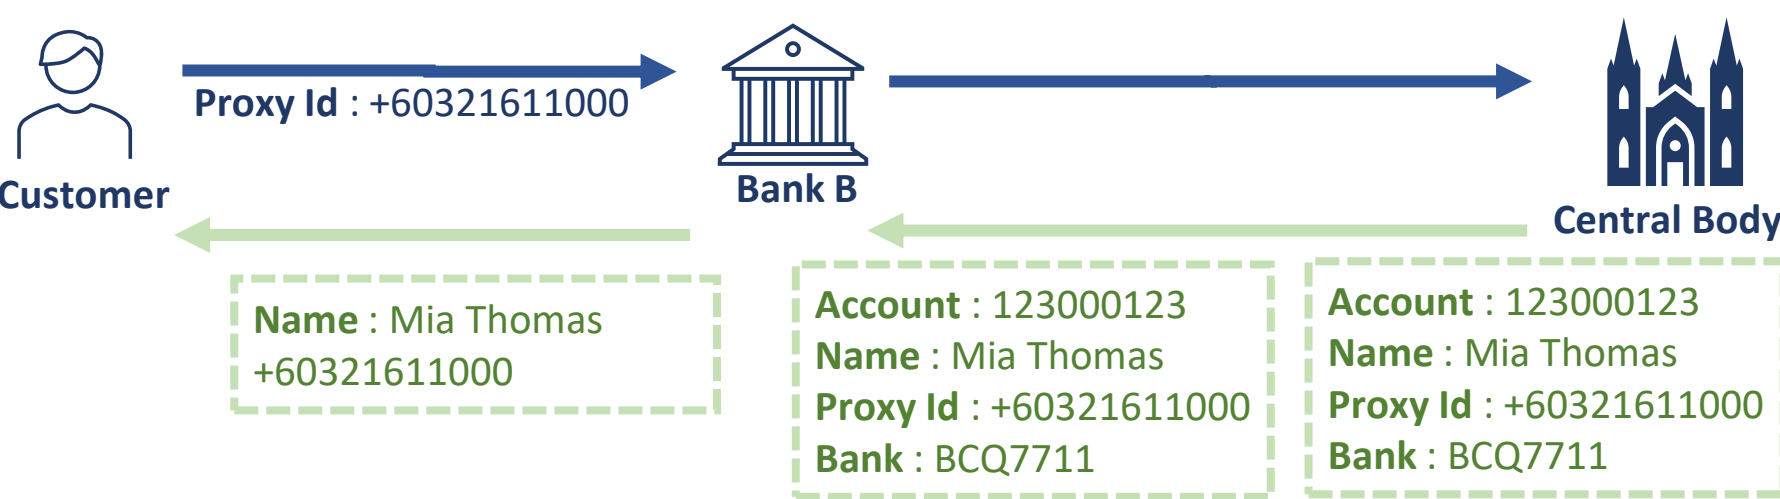 Proxy Id : +60321611000
Customer
Bank B
Central Body
Name : Mia Thomas
+60321611000
Account : 123000123
Name : Mia Thomas
Proxy Id : +60321611000
Bank : BCQ7711
Account : 123000123
Name : Mia Thomas
Proxy Id : +60321611000
Bank : BCQ7711